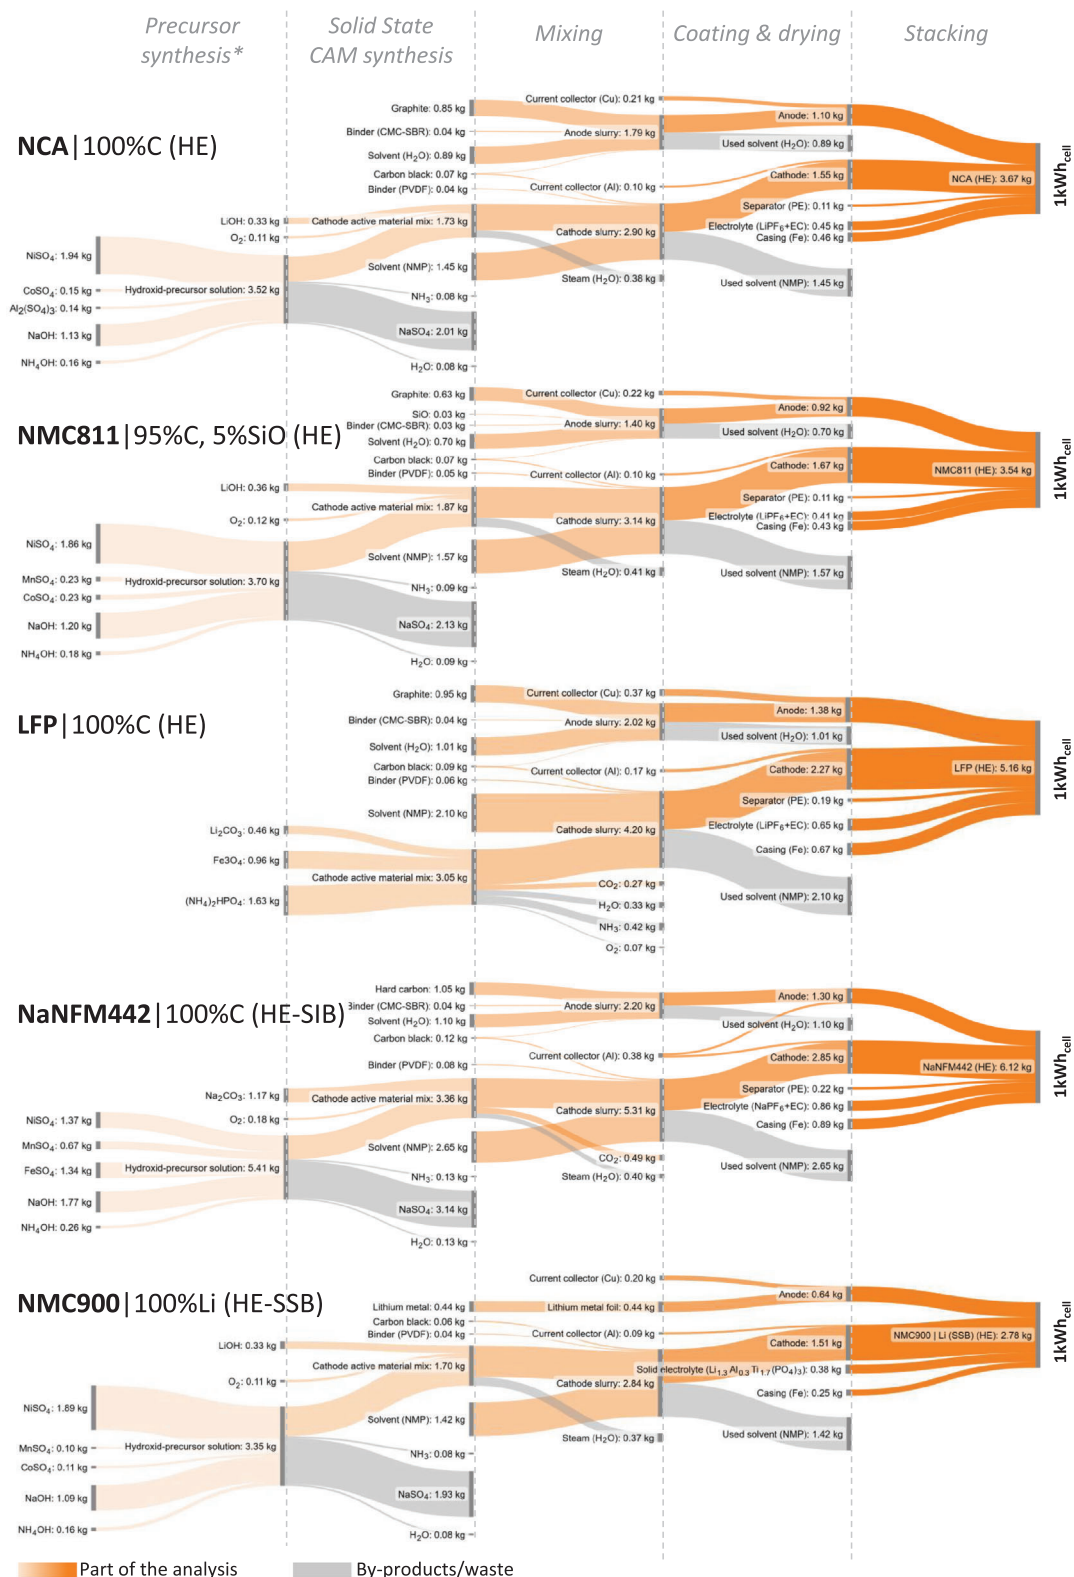 Precursor synthesis*
Solid State CAM synthesis
Mixing
Coating & drying
Stacking
NCA|100%C (HE)
Graphite: 0.85 kg
Binder (CMC-SBR): 0.04 kg
Solvent (H2O): 0.89 kg
Carbon black: 0.07 kg
Binder (PVDF): 0.04 kg
LiOH: 0.33 kg
O2: 0.11 kg
NiSO4: 1.94 kg
CoSO4: 0.15 kg
Al2(SO4)3: 0.14 kg
NaOH: 1.13 kg
NH4OH: 0.16 kg
Hydroxid-precursor solution: 3.52 kg
Cathode active material mix: 1.73 kg
Solvent (NMP): 1.45 kg
NH3: 0.08 kg
NaSO4: 2.01 kg
H2O: 0.08 kg
Current collector (Cu): 0.21 kg
Anode slurry: 1.79 kg
Current collector (Al): 0.10 kg
Cathode slurry: 2.90 kg
Steam (H2O): 0.38 kg
Anode: 1.10 kg
Used solvent (H2O): 0.89 kg
Cathode: 1.55 kg
Separator (PE): 0.11 kg
Electrolyte (LiPF6+EC): 0.45 kg
Casing (Fe): 0.46 kg
Used solvent (NMP): 1.45 kg
NCA (HE): 3.67 kg
1kWhcell
NMC811|95%C, 5%SiO (HE)
Graphite: 0.63 kg
SiO: 0.03 kg
Binder (CMC-SBR): 0.03 kg
Solvent (H2O): 0.70 kg
Carbon black: 0.07 kg
Binder (PVDF): 0.05 kg
LiOH: 0.36 kg
O2: 0.12 kg
NiSO4: 1.86 kg
MnSO4: 0.23 kg
CoSO4: 0.23 kg
NaOH: 1.20 kg
NH4OH: 0.18 kg
Hydroxid-precursor solution: 3.70 kg
Cathode active material mix: 1.87 kg
Solvent (NMP): 1.57 kg
NH3: 0.09 kg
NaSO4: 2.13 kg
H2O: 0.09 kg
Current collector (Cu): 0.22 kg
Anode slurry: 1.40 kg
Current collector (Al): 0.10 kg
Cathode slurry: 3.14 kg
Steam (H2O): 0.41 kg
Anode: 0.92 kg
Used solvent (H2O): 0.70 kg
Cathode: 1.67 kg
Separator (PE): 0.11 kg
Electrolyte (LiPF6+EC): 0.41 kg
Casing (Fe): 0.43 kg
Used solvent (NMP): 1.57 kg
NMC811 (HE): 3.54 kg
1kWhcell
LFP|100%C (HE)
Graphite: 0.95 kg
Binder (CMC-SBR): 0.04 kg
Solvent (H2O): 1.01 kg
Carbon black: 0.09 kg
Binder (PVDF): 0.06 kg
Solvent (NMP): 2.10 kg
Li2CO3: 0.46 kg
Fe3O4: 0.96 kg
(NH4)2HPO4: 1.63 kg
Cathode active material mix: 3.05 kg
Current collector (Cu): 0.37 kg
Anode slurry: 2.02 kg
Current collector (Al): 0.17 kg
Cathode slurry: 4.20 kg
CO2: 0.27 kg
H2O: 0.33 kg
NH3: 0.42 kg
O2: 0.07 kg
Anode: 1.38 kg
Used solvent (H2O): 1.01 kg
Cathode: 2.27 kg
Separator (PE): 0.19 kg
Electrolyte (LiPF6+EC): 0.65 kg
Casing (Fe): 0.67 kg
Used solvent (NMP): 2.10 kg
LFP (HE): 5.16 kg
1kWhcell
NaNFM442|100%C (HE-SIB)
Hard carbon: 1.05 kg
Binder (CMC-SBR): 0.04 kg
Solvent (H2O): 1.10 kg
Carbon black: 0.12 kg
Binder (PVDF): 0.08 kg
Na2CO3: 1.17 kg
O2: 0.18 kg
NiSO4: 1.37 kg
MnSO4: 0.67 kg
FeSO4: 1.34 kg
NaOH: 1.77 kg
NH4OH: 0.26 kg
Hydroxid-precursor solution: 5.41 kg
Cathode active material mix: 3.36 kg
Solvent (NMP): 2.65 kg
NH3: 0.13 kg
NaSO4: 3.14 kg
H2O: 0.13 kg
Anode slurry: 2.20 kg
Current collector (Al): 0.38 kg
Cathode slurry: 5.31 kg
CO2: 0.49 kg
Steam (H2O): 0.40 kg
Anode: 1.30 kg
Used solvent (H2O): 1.10 kg
Cathode: 2.85 kg
Separator (PE): 0.22 kg
Electrolyte (NaPF6+EC): 0.86 kg
Casing (Fe): 0.89 kg
Used solvent (NMP): 2.65 kg
NaNFM442 (HE): 6.12 kg
1kWhcell
NMC900|100%Li (HE-SSB)
Lithium metal: 0.44 kg
Carbon black: 0.06 kg
Binder (PVDF): 0.04 kg
LiOH: 0.33 kg
O2: 0.11 kg
NiSO4: 1.89 kg
MnSO4: 0.10 kg
CoSO4: 0.11 kg
NaOH: 1.09 kg
NH4OH: 0.16 kg
Hydroxid-precursor solution: 3.35 kg
Cathode active material mix: 1.70 kg
Solvent (NMP): 1.42 kg
NH3: 0.08 kg
NaSO4: 1.93 kg
H2O: 0.08 kg
Current collector (Cu): 0.20 kg
Lithium metal foil: 0.44 kg
Current collector (Al): 0.09 kg
Cathode slurry: 2.84 kg
Steam (H2O): 0.37 kg
Anode: 0.64 kg
Cathode: 1.51 kg
Solid electrolyte (Li1.3Al0.3Ti1.7(PO4)3): 0.38 kg
Casing (Fe): 0.25 kg
Used solvent (NMP): 1.42 kg
NMC900 | Li (SSB) (HE): 2.78 kg
1kWhcell
Part of the analysis
By-products/waste